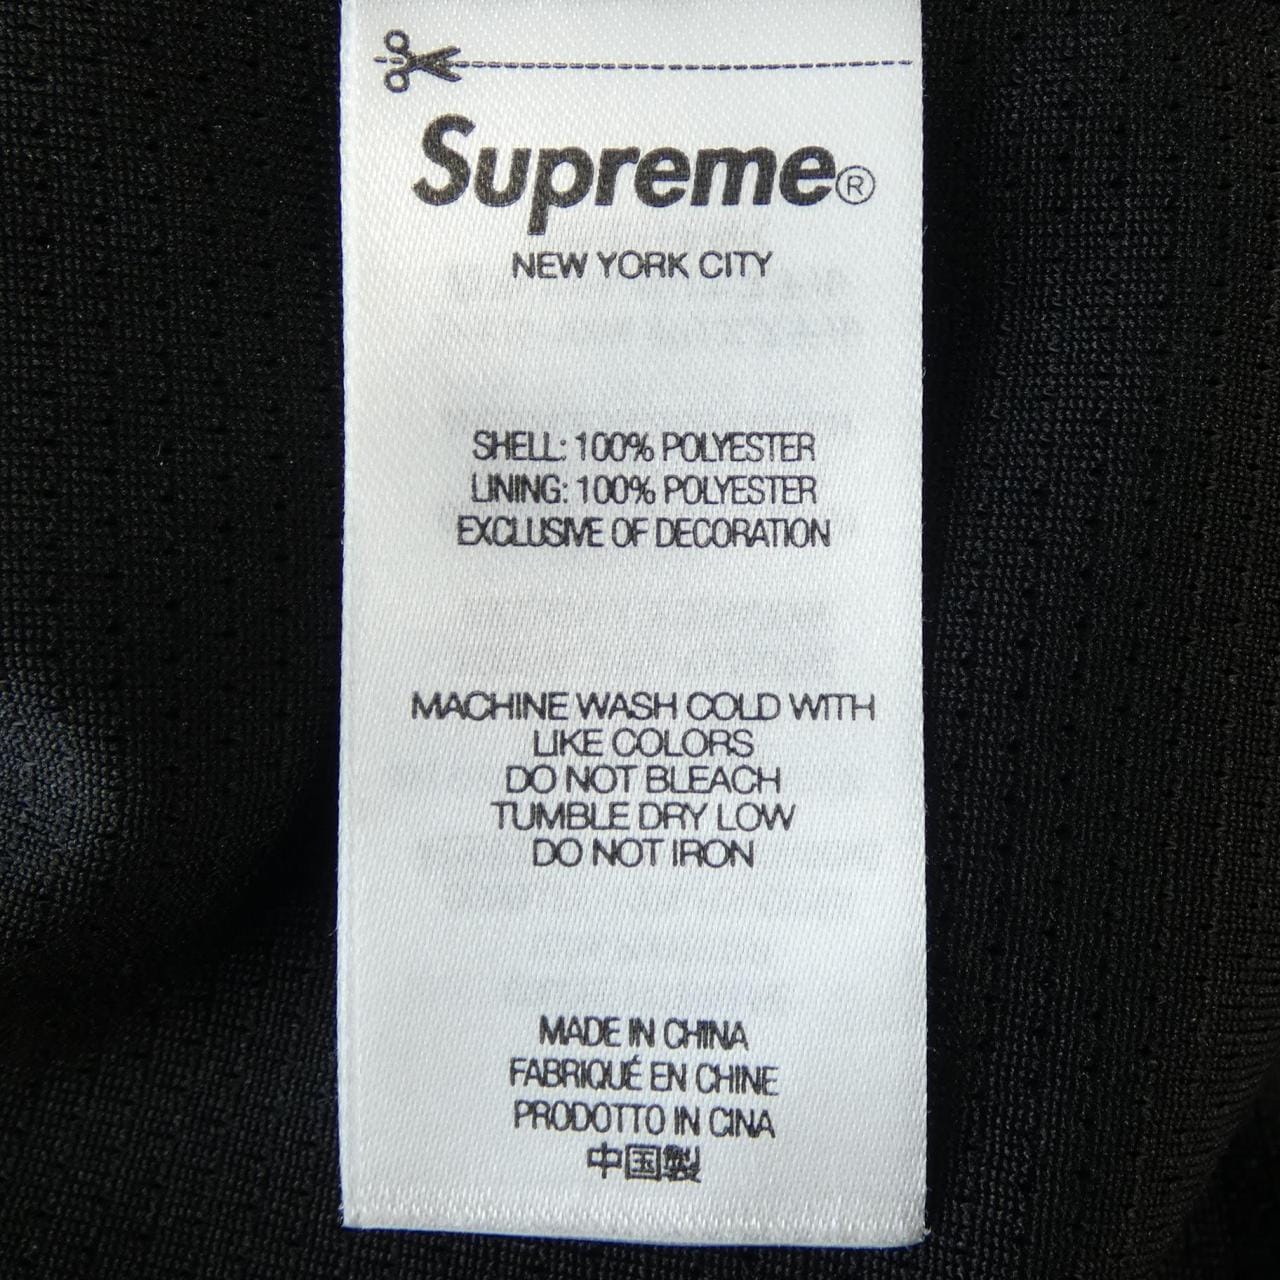 Supreme®
NEW YORK CITY
SHELL: 100% POLYESTER
LINING: 100% POLYESTER
EXCLUSIVE OF DECORATION
MACHINE WASH COLD WITH
LIKE COLORS
DO NOT BLEACH
TUMBLE DRY LOW
DO NOT IRON
MADE IN CHINA
FABRIQUÉ EN CHINE
PRODOTTO IN CINA
中国製